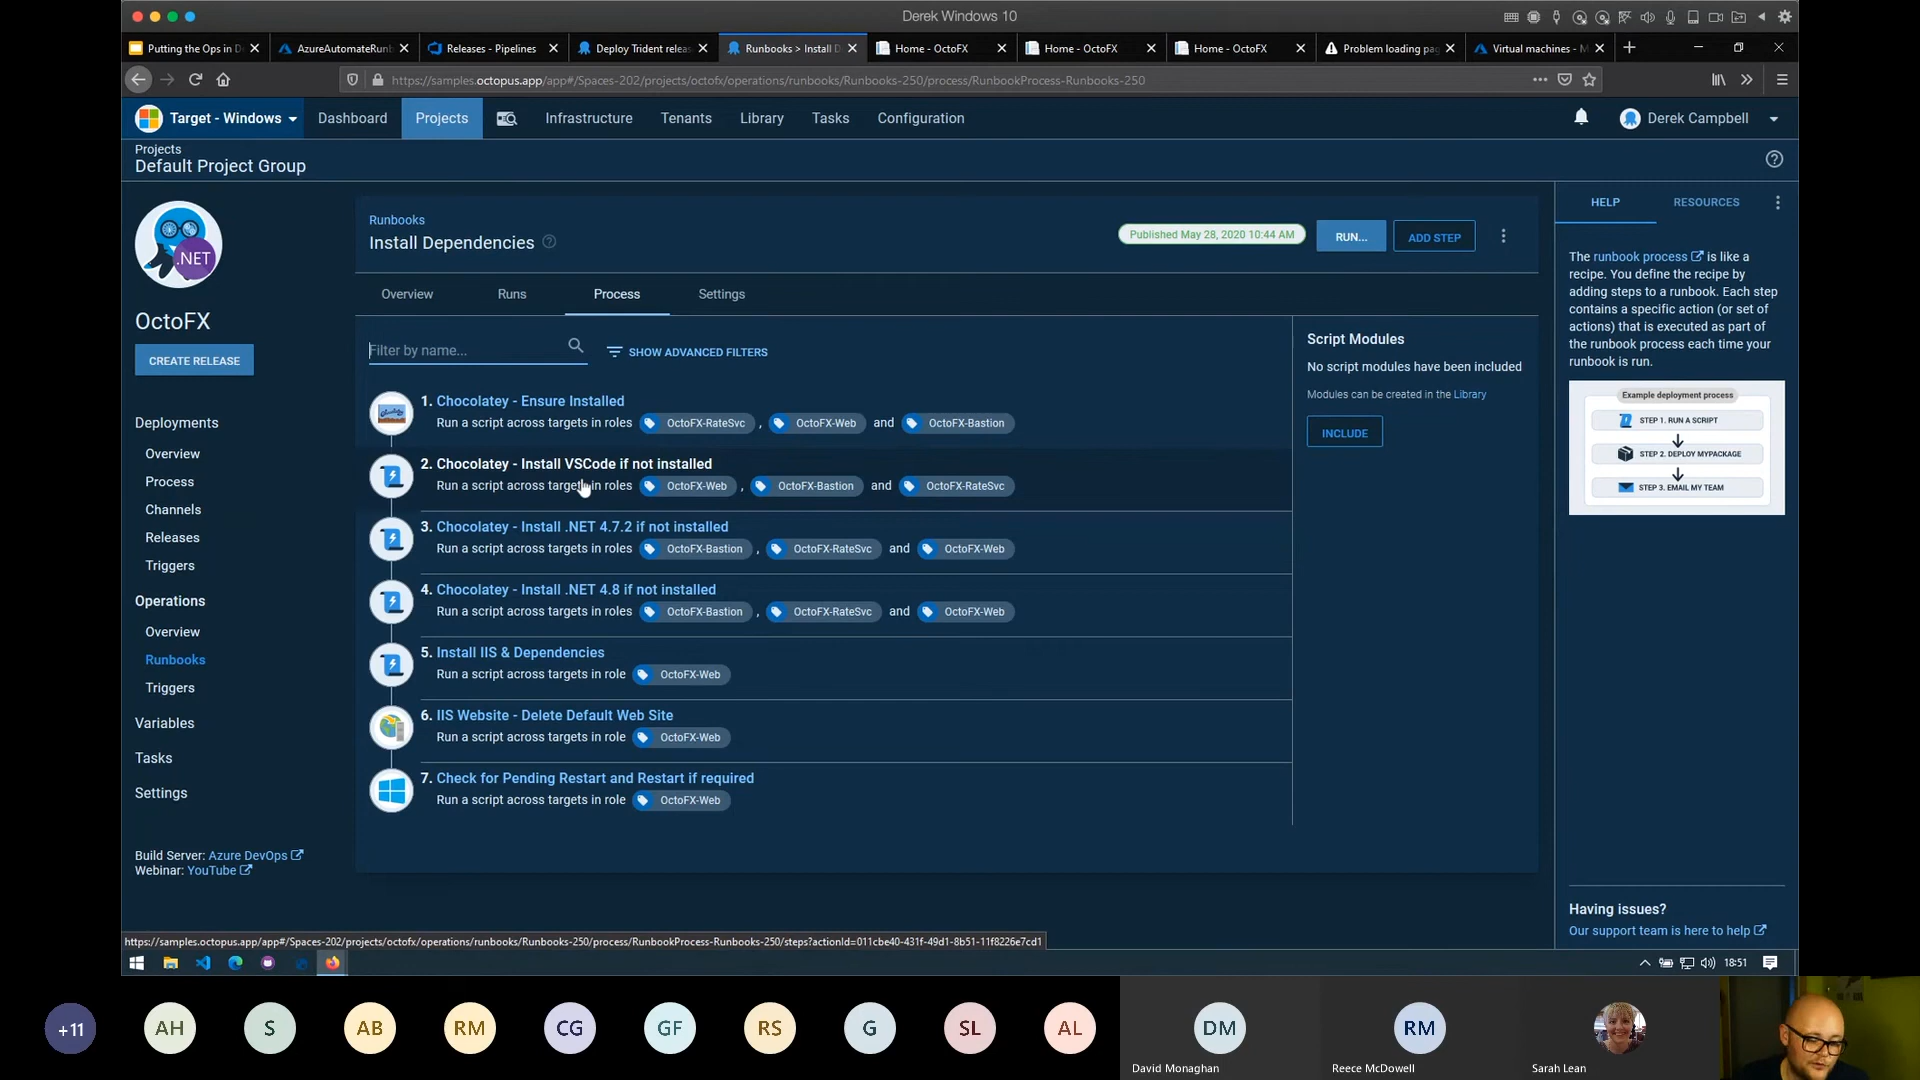 Derek Windows 10
Putting the Ops in D
AzureAutomateRunb
Releases - Pipelines
Deploy Trident releas
Runbooks > Install D
Home - OctoFX
Home - OctoFX
Home - OctoFX
Problem loading pag
Virtual machines - M
https://samples.octopus.app/app#/Spaces-202/projects/octofx/operations/runbooks/Runbooks-250/process/RunbookProcess-Runbooks-250
Target - Windows
Dashboard
Projects
Infrastructure
Tenants
Library
Tasks
Configuration
Derek Campbell
Projects
Default Project Group
.NET
OctoFX
CREATE RELEASE
Deployments
Overview
Process
Channels
Releases
Triggers
Operations
Overview
Runbooks
Triggers
Variables
Tasks
Settings
Build Server: Azure DevOps
Webinar: YouTube
Runbooks
Install Dependencies
Published May 28, 2020 10:44 AM
RUN...
ADD STEP
Overview
Runs
Process
Settings
Filter by name...
SHOW ADVANCED FILTERS
1. Chocolatey - Ensure Installed
Run a script across targets in roles OctoFX-RateSvc , OctoFX-Web and OctoFX-Bastion
2. Chocolatey - Install VSCode if not installed
Run a script across targets in roles OctoFX-Web , OctoFX-Bastion and OctoFX-RateSvc
3. Chocolatey - Install .NET 4.7.2 if not installed
Run a script across targets in roles OctoFX-Bastion , OctoFX-RateSvc and OctoFX-Web
4. Chocolatey - Install .NET 4.8 if not installed
Run a script across targets in roles OctoFX-Bastion , OctoFX-RateSvc and OctoFX-Web
5. Install IIS & Dependencies
Run a script across targets in role OctoFX-Web
6. IIS Website - Delete Default Web Site
Run a script across targets in role OctoFX-Web
7. Check for Pending Restart and Restart if required
Run a script across targets in role OctoFX-Web
Script Modules
No script modules have been included
Modules can be created in the Library
INCLUDE
HELP
RESOURCES
The runbook process is like a
recipe. You define the recipe by
adding steps to a runbook. Each step
contains a specific action (or set of
actions) that is executed as part of
the runbook process each time your
runbook is run.
Example deployment process
STEP 1. RUN A SCRIPT
STEP 2. DEPLOY MYPACKAGE
STEP 3. EMAIL MY TEAM
Having issues?
Our support team is here to help
https://samples.octopus.app/app#/Spaces-202/projects/octofx/operations/runbooks/Runbooks-250/process/RunbookProcess-Runbooks-250/steps?actionId=011cbe40-431f-49d1-8b51-11f8226e7cd1
18:51
+11
AH
S
AB
RM
CG
GF
RS
G
SL
AL
DM
RM
David Monaghan
Reece McDowell
Sarah Lean